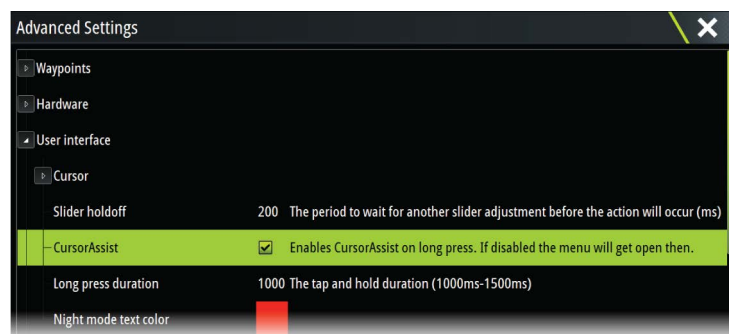 Advanced Settings
Waypoints
Hardware
User interface
Cursor
Slider holdoff 200 The period to wait for another slider adjustment before the action will occur (ms)
CursorAssist Enables CursorAssist on long press. If disabled the menu will get open then.
Long press duration 1000 The tap and hold duration (1000ms-1500ms)
Night mode text color